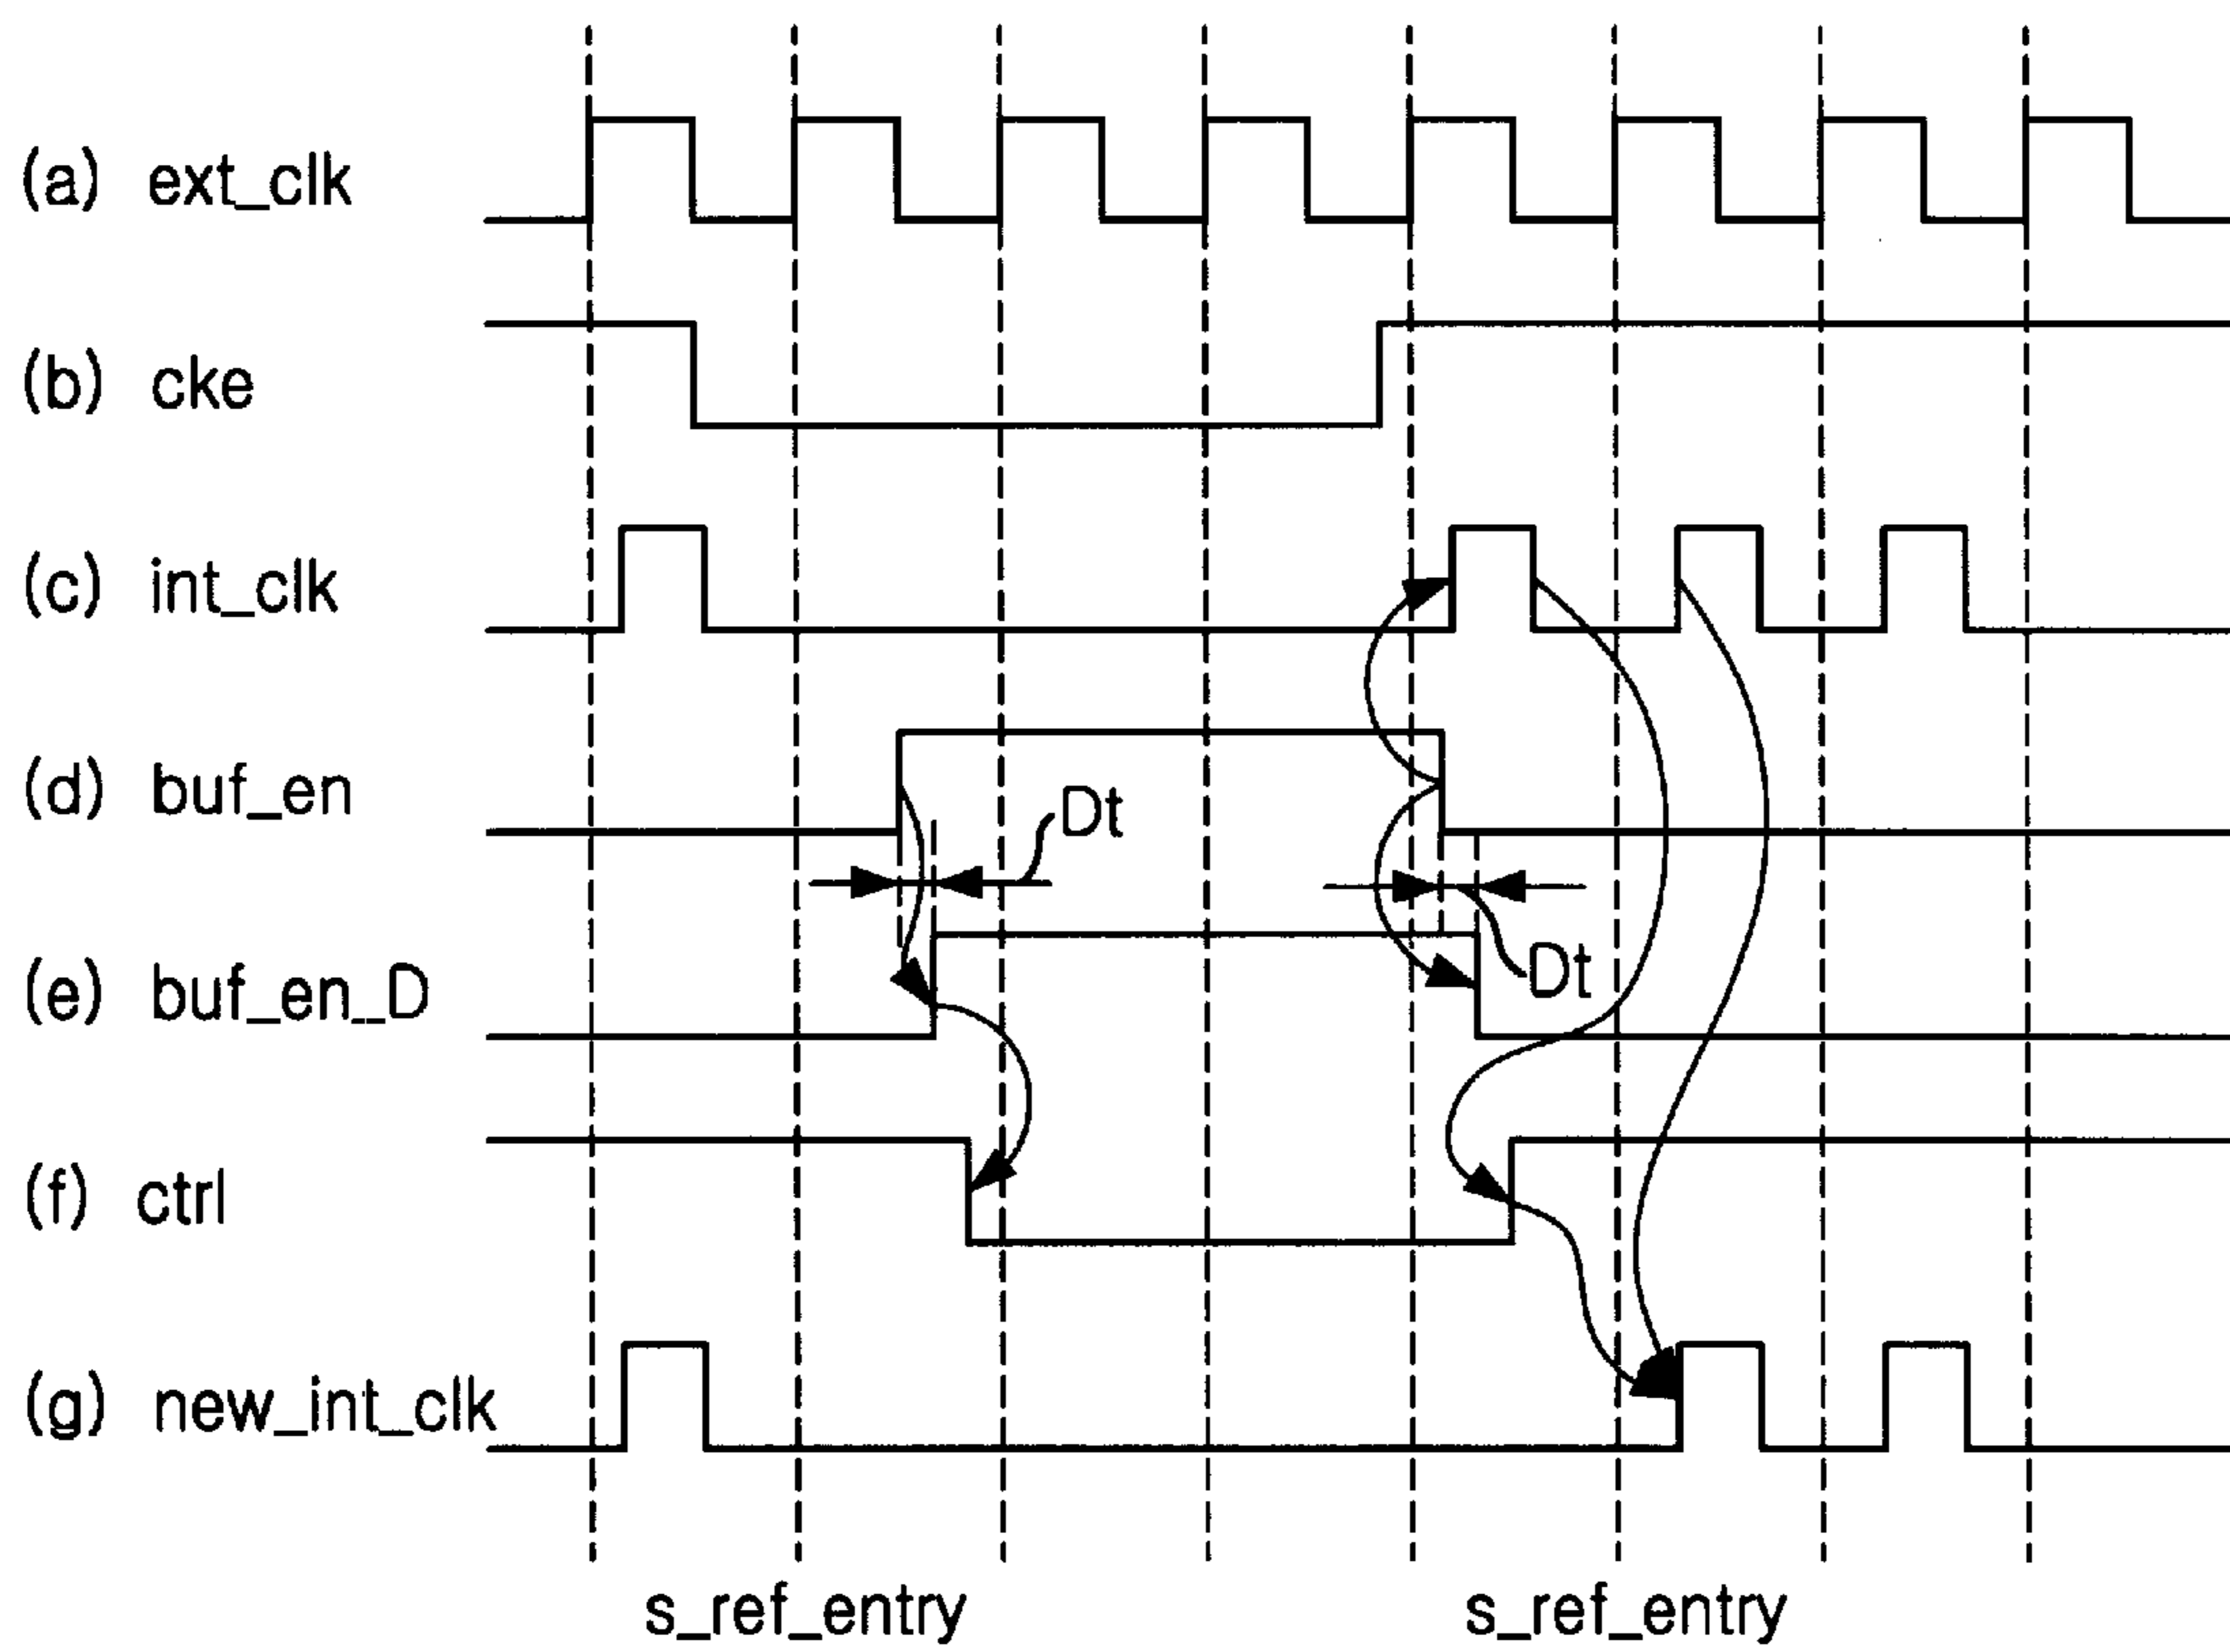 (a) ext_clk
(b) cke
(c) int_clk
(d) buf_en
Dt
(e) buf_en_D
Dt
(f) ctrl
(g) new_int_clk
s_ref_entry s_ref_entry